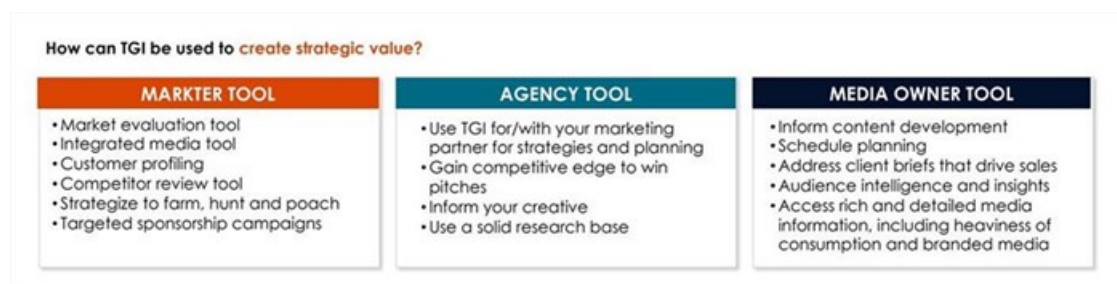 How can TGI be used to create strategic value?
MARKTER TOOL
•Market evaluation tool
•Integrated media tool
•Customer profiling
•Competitor review tool
•Strategize to farm, hunt and poach
•Targeted sponsorship campaigns
AGENCY TOOL
•Use TGI for/with your marketing
partner for strategies and planning
•Gain competitive edge to win
pitches
•Inform your creative
•Use a solid research base
MEDIA OWNER TOOL
•Inform content development
•Schedule planning
•Address client briefs that drive sales
•Audience intelligence and insights
•Access rich and detailed media
information, including heaviness of
consumption and branded media